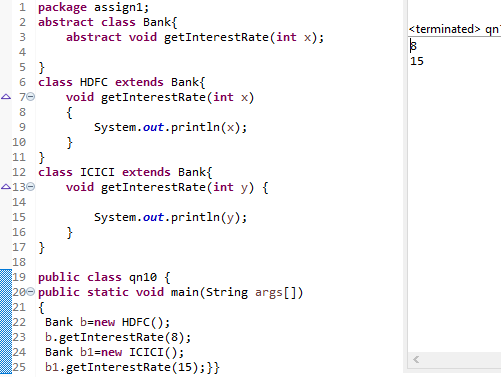 1 package assign1;
2 abstract class Bank{
3     abstract void getInterestRate(int x);
4
5 }
6 class HDFC extends Bank{
7     void getInterestRate(int x)
8     {
9         System.out.println(x);
10     }
11 }
12 class ICICI extends Bank{
13     void getInterestRate(int y) {
14
15         System.out.println(y);
16     }
17 }
18
19 public class qn10 {
20 public static void main(String args[])
21 {
22  Bank b=new HDFC();
23  b.getInterestRate(8);
24  Bank b1=new ICICI();
25  b1.getInterestRate(15);}}
<terminated> qn
8
15